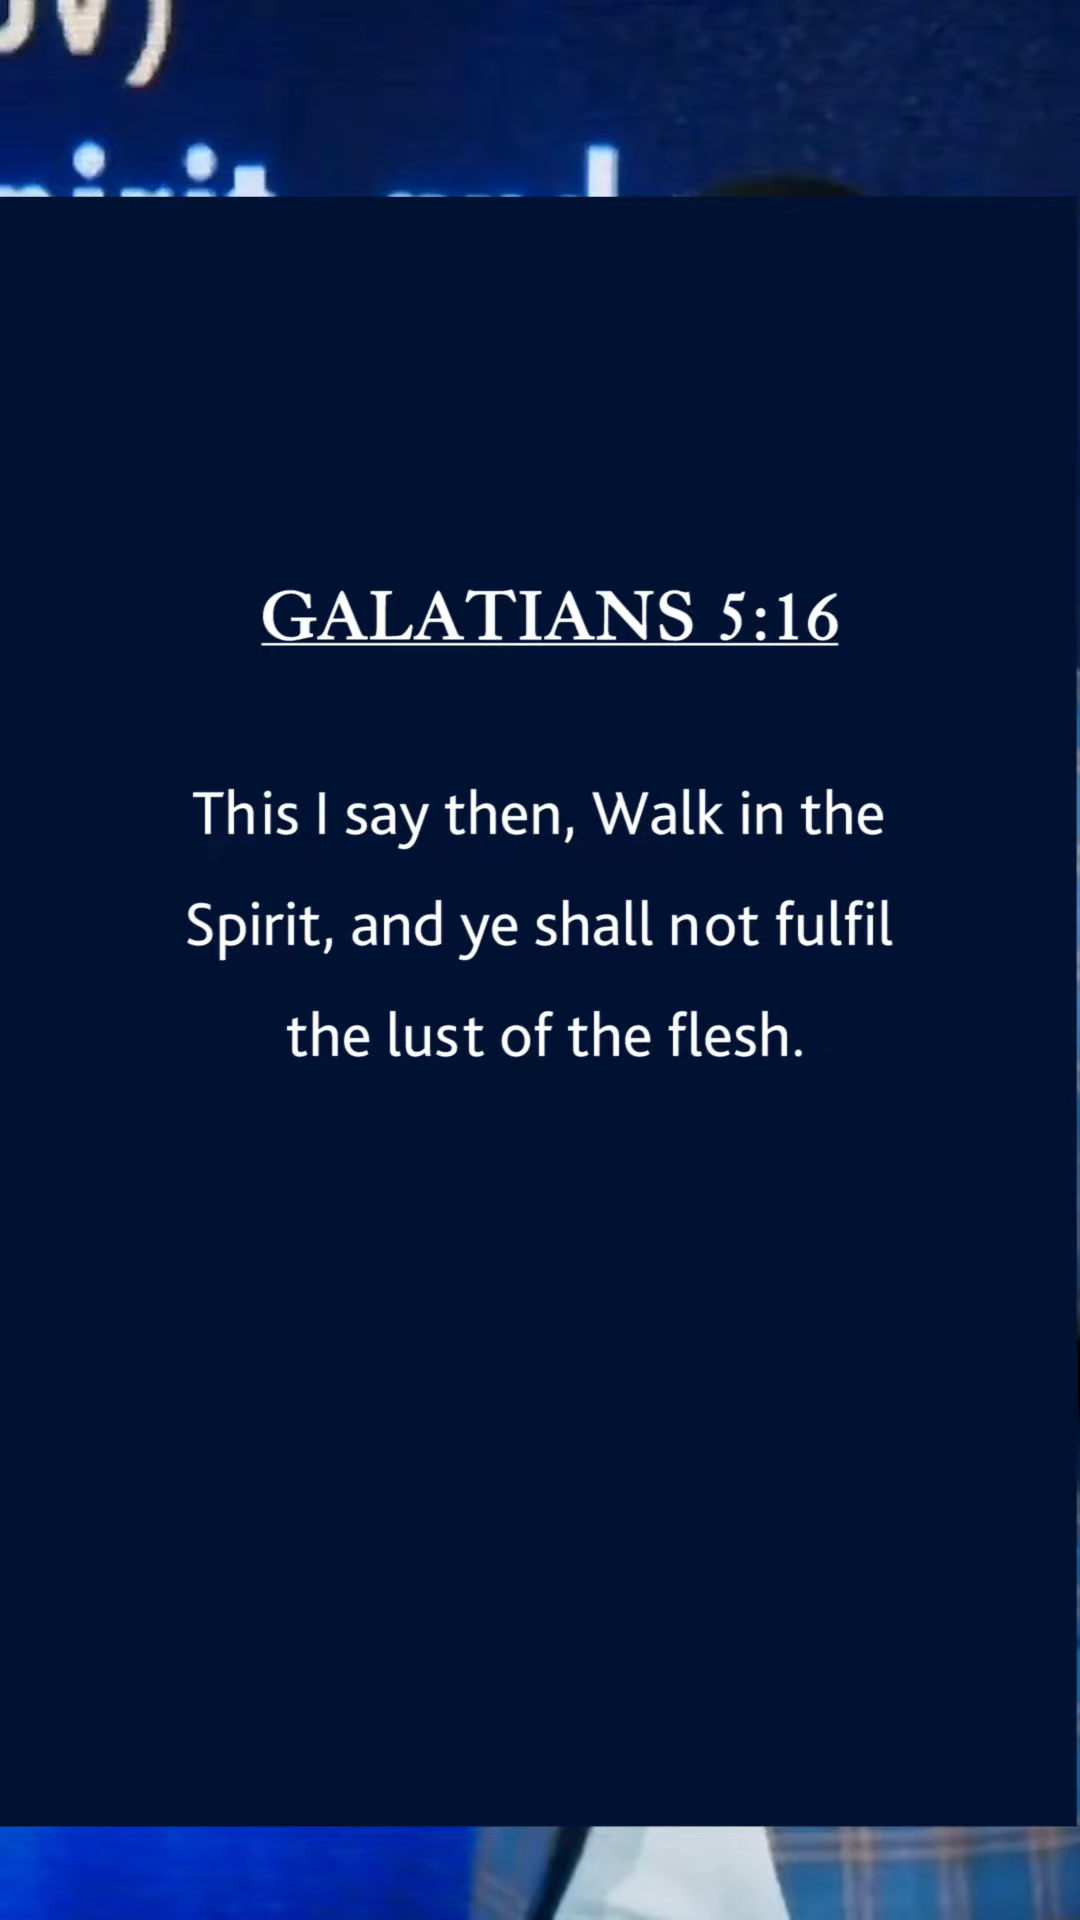 GALATIANS 5:16
This I say then, Walk in the
Spirit, and ye shall not fulfil
the lust of the flesh.